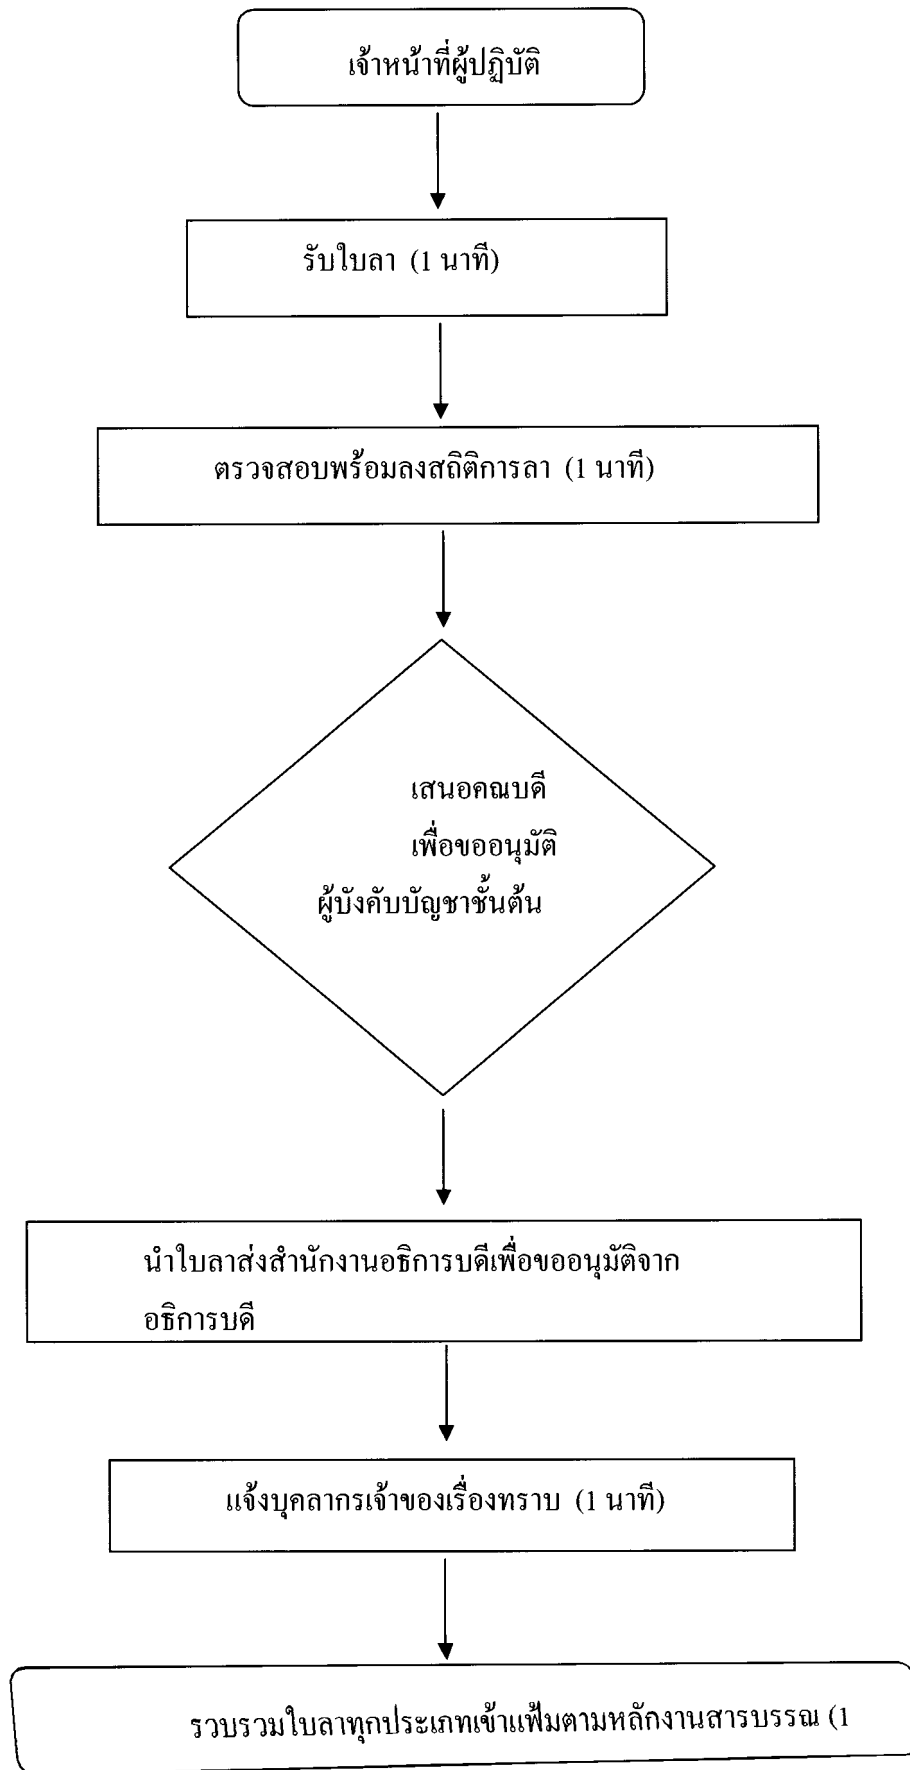 เจ้าหน้าที่ผู้ปฏิบัติ
รับใบลา (1 นาที)
ตรวจสอบพร้อมลงสถิติการลา (1 นาที)
เสนอคณบดี
เพื่อขออนุมัติ
ผู้บังคับบัญชาชั้นต้น
นำใบลาส่งสำนักงานอธิการบดีเพื่อขออนุมัติจาก
อธิการบดี
แจ้งบุคลากรเจ้าของเรื่องทราบ (1 นาที)
รวบรวมใบลาทุกประเภทเข้าแฟ้มตามหลักงานสารบรรณ (1